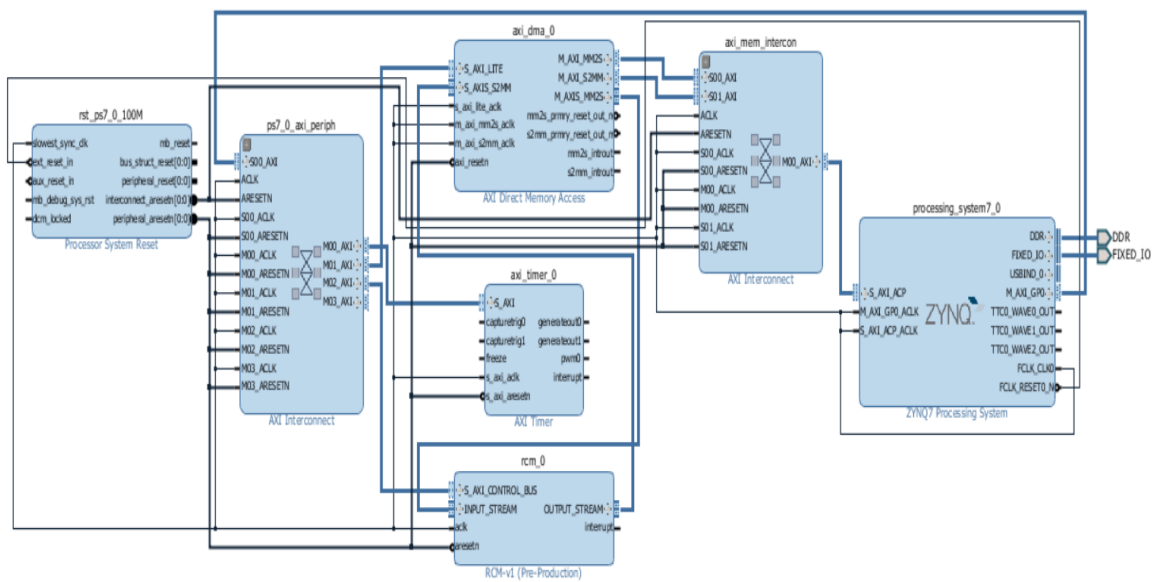 axi_dma_0
S_AXI_LITE
S_AXIS_S2MM
s_axi_lite_aclk
m_axi_mm2s_aclk
m_axi_s2mm_aclk
axi_resetn
M_AXI_MM2S
M_AXI_S2MM
M_AXIS_MM2S
mm2s_prmry_reset_out_n
s2mm_prmry_reset_out_n
mm2s_introut
s2mm_introut
AXI Direct Memory Access
axi_mem_intercon
S00_AXI
S01_AXI
ACLK
ARESETN
S00_ACLK
S00_ARESETN
M00_ACLK
M00_ARESETN
S01_ACLK
S01_ARESETN
M00_AXI
AXI Interconnect
rst_ps7_0_100M
slowest_sync_clk
ext_reset_in
aux_reset_in
mb_debug_sys_rst
dcm_locked
mb_reset
bus_struct_reset[0:0]
peripheral_reset[0:0]
interconnect_aresetn[0:0]
peripheral_aresetn[0:0]
Processor System Reset
ps7_0_axi_periph
S00_AXI
ACLK
ARESETN
S00_ACLK
S00_ARESETN
M00_ACLK
M00_ARESETN
M01_ACLK
M01_ARESETN
M02_ACLK
M02_ARESETN
M03_ACLK
M03_ARESETN
M00_AXI
M01_AXI
M02_AXI
M03_AXI
AXI Interconnect
axi_timer_0
S_AXI
capturetrig0
capturetrig1
freeze
s_axi_aclk
s_axi_aresetn
generateout0
generateout1
pwm0
interrupt
AXI Timer
processing_system7_0
S_AXI_ACP
M_AXI_GP0_ACLK
S_AXI_ACP_ACLK
ZYNQ
DDR
FIXED_IO
USBIND_0
M_AXI_GP0
TTC0_WAVE0_OUT
TTC0_WAVE1_OUT
TTC0_WAVE2_OUT
FCLK_CLK0
FCLK_RESET0_N
ZYNQ7 Processing System
DDR
FIXED_IO
rcm_0
S_AXI_CONTROL_BUS
INPUT_STREAM
aclk
aresetn
OUTPUT_STREAM
interrupt
RCM-v1 (Pre-Production)